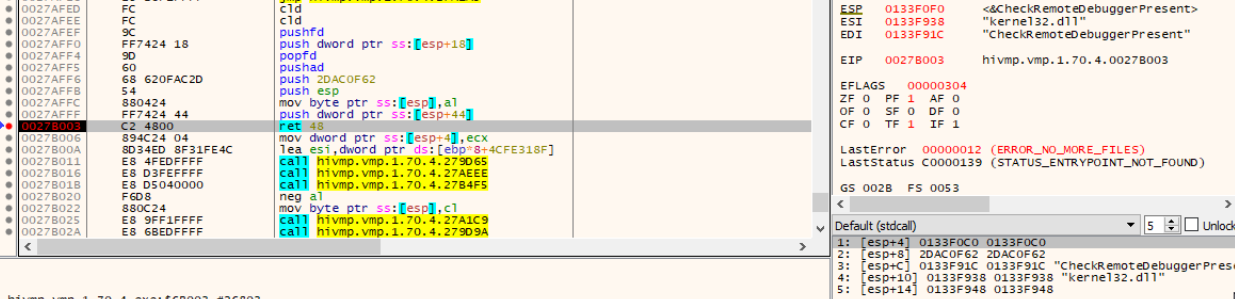 0027AFED FC cld
0027AFEE FC cld
0027AFEF 9C pushfd
0027AFF0 FF7424 18 push dword ptr ss:[esp+18]
0027AFF4 9D popfd
0027AFF5 60 pushad
0027AFF6 68 620FAC2D push 2DAC0F62
0027AFFB 54 push esp
0027AFFC 880424 mov byte ptr ss:[esp],al
0027AFFF FF7424 44 push dword ptr ss:[esp+44]
0027B003 C2 4800 ret 48
0027B006 894C24 04 mov dword ptr ss:[esp+4],ecx
0027B00A 8D34ED 8F31FE4C lea esi,dword ptr ds:[ebp*8+4CFE318F]
0027B011 E8 4FEDFFFF call hivmp.vmp.1.70.4.279D65
0027B016 E8 D3FEFFFF call hivmp.vmp.1.70.4.27AEEE
0027B01B E8 D5040000 call hivmp.vmp.1.70.4.27B4F5
0027B020 F6D8 neg al
0027B022 880C24 mov byte ptr ss:[esp],cl
0027B025 E8 9FF1FFFF call hivmp.vmp.1.70.4.27A1C9
0027B02A E8 6BEDFFFF call hivmp.vmp.1.70.4.279D9A
ESP 0133F0F0 <&CheckRemoteDebuggerPresent>
ESI 0133F938 "kernel32.dll"
EDI 0133F91C "CheckRemoteDebuggerPresent"
EIP 0027B003 hivmp.vmp.1.70.4.0027B003
EFLAGS 00000304
ZF 0 PF 1 AF 0
OF 0 SF 0 DF 0
CF 0 TF 1 IF 1
LastError 00000012 (ERROR_NO_MORE_FILES)
LastStatus C0000139 (STATUS_ENTRYPOINT_NOT_FOUND)
GS 002B FS 0053
Default (stdcall) 5 Unlock
1: [esp+4] 0133F0C0 0133F0C0
2: [esp+8] 2DAC0F62 2DAC0F62
3: [esp+C] 0133F91C 0133F91C "CheckRemoteDebuggerPrese
4: [esp+10] 0133F938 0133F938 "kernel32.dll"
5: [esp+14] 0133F948 0133F948